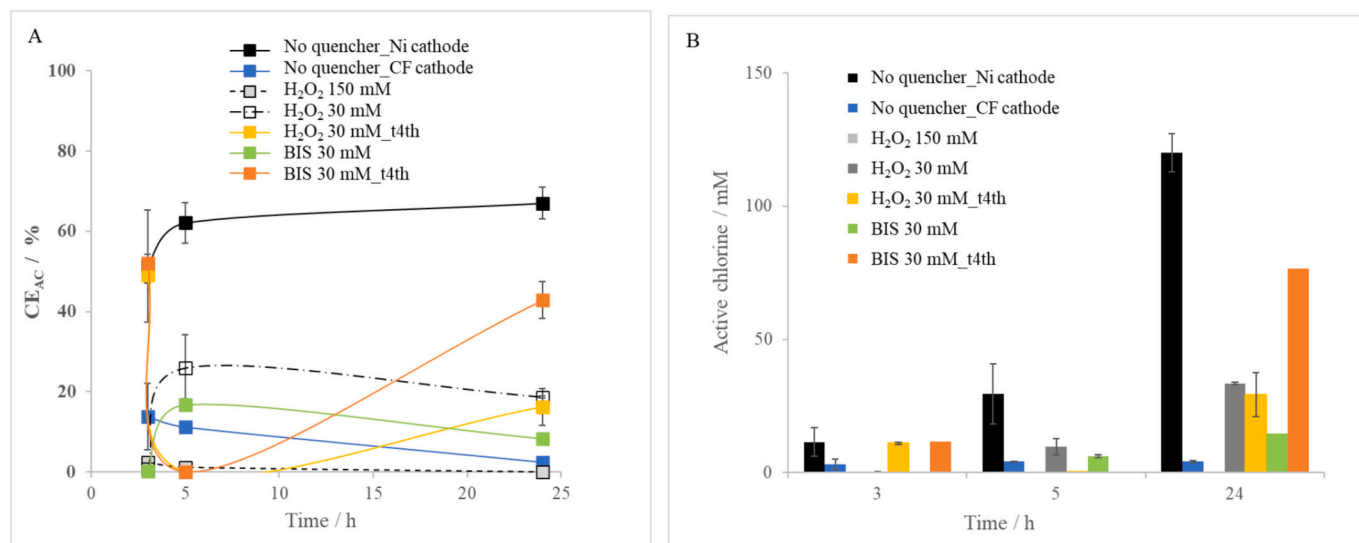 A
No quencher_Ni cathode
No quencher_CF cathode
H₂O₂ 150 mM
H₂O₂ 30 mM
H₂O₂ 30 mM_t4th
BIS 30 mM
BIS 30 mM_t4th
100
80
60
40
20
0
CE_AC / %
0 5 10 15 20 25
Time / h
B
No quencher_Ni cathode
No quencher_CF cathode
H₂O₂ 150 mM
H₂O₂ 30 mM
H₂O₂ 30 mM_t4th
BIS 30 mM
BIS 30 mM_t4th
150
100
50
0
Active chlorine / mM
3 5 24
Time / h